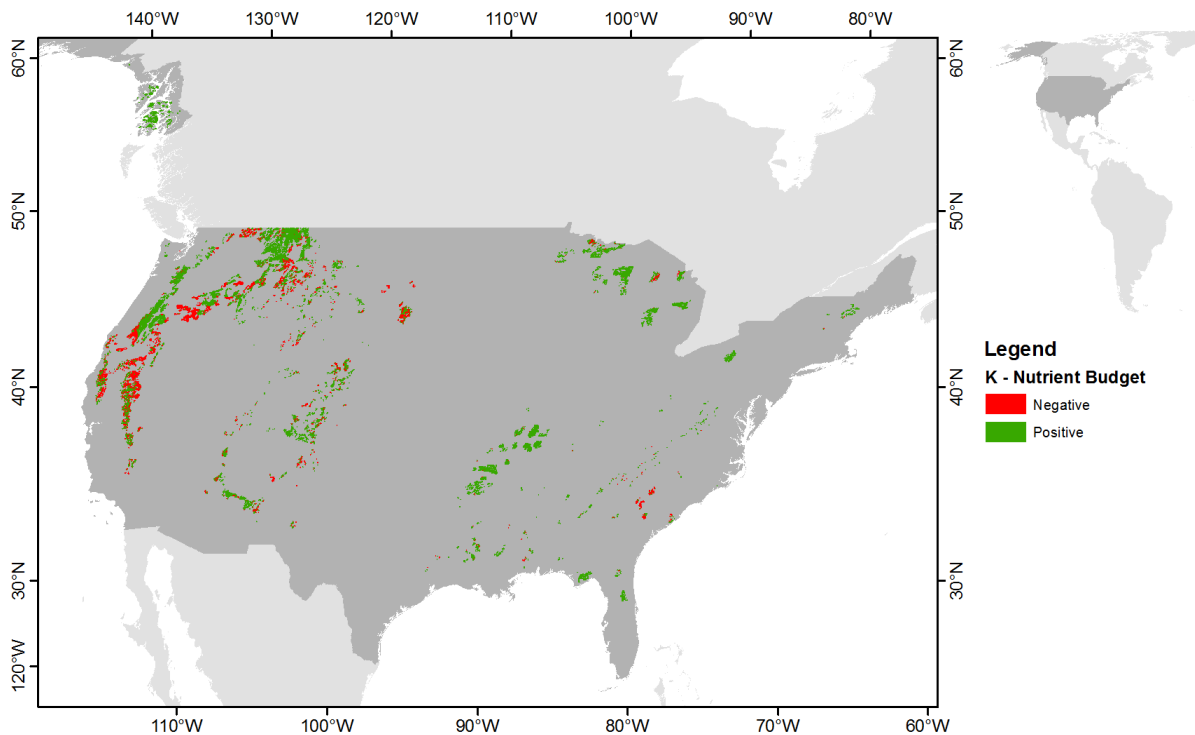 140°W 130°W 120°W 110°W 100°W 90°W 80°W
60°N 60°N
50°N 50°N
Legend
K - Nutrient Budget
40°N 40°N
Negative
Positive
30°N 30°N
120°W
110°W 100°W 90°W 80°W 70°W 60°W